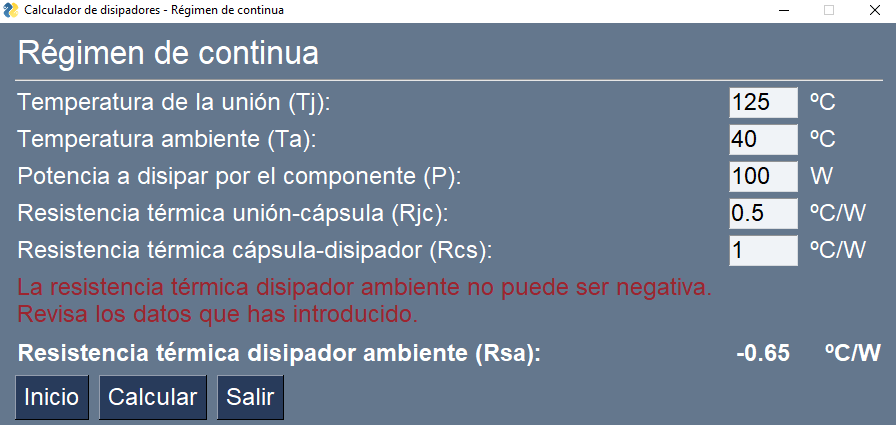 Calculador de disipadores - Régimen de continua
Régimen de continua
Temperatura de la unión (Tj): 125 ºC
Temperatura ambiente (Ta): 40 ºC
Potencia a disipar por el componente (P): 100 W
Resistencia térmica unión-cápsula (Rjc): 0.5 ºC/W
Resistencia térmica cápsula-disipador (Rcs): 1 ºC/W
La resistencia térmica disipador ambiente no puede ser negativa.
Revisa los datos que has introducido.
Resistencia térmica disipador ambiente (Rsa): -0.65 ºC/W
Inicio Calcular Salir